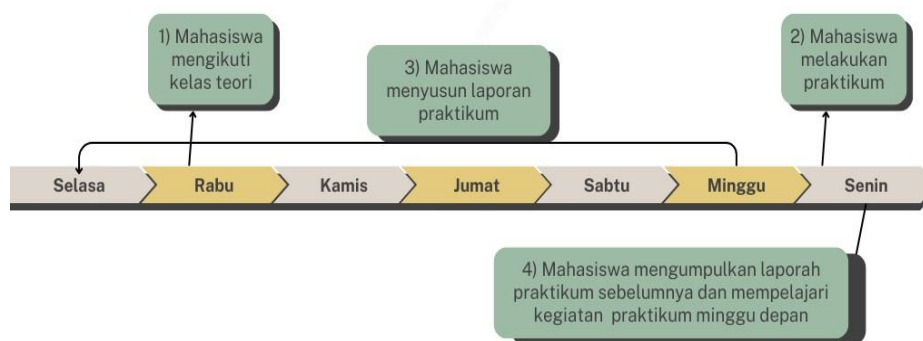 1) Mahasiswa
mengikuti
kelas teori
3) Mahasiswa
menyusun laporan
praktikum
2) Mahasiswa
melakukan
praktikum
Selasa
Rabu
Kamis
Jumat
Sabtu
Minggu
Senin
4) Mahasiswa mengumpulkan laporah
praktikum sebelumnya dan mempelajari
kegiatan praktikum minggu depan